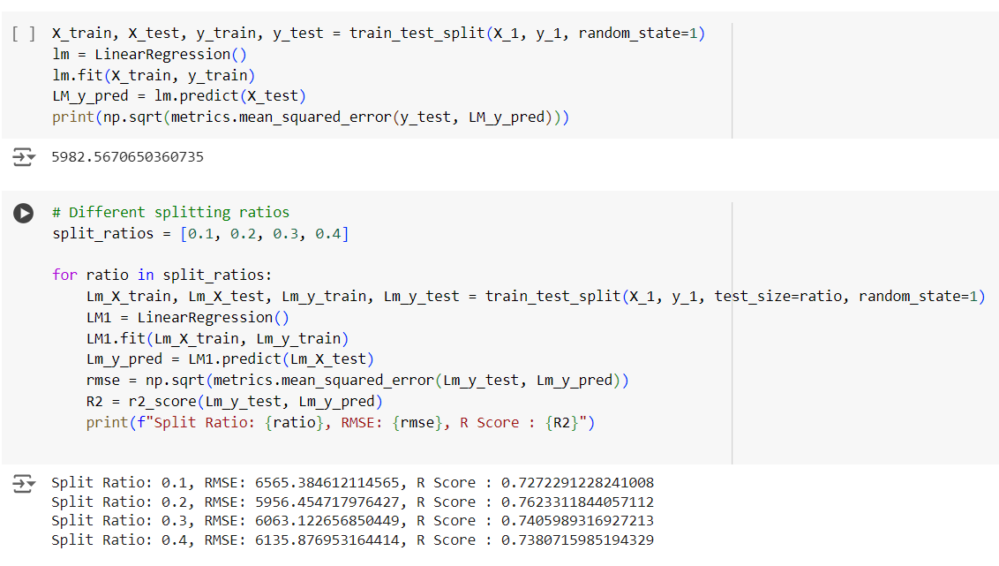 [ ] X_train, X_test, y_train, y_test = train_test_split(X_1, y_1, random_state=1)
lm = LinearRegression()
lm.fit(X_train, y_train)
LM_y_pred = lm.predict(X_test)
print(np.sqrt(metrics.mean_squared_error(y_test, LM_y_pred)))
5982.5670650360735
# Different splitting ratios
split_ratios = [0.1, 0.2, 0.3, 0.4]
for ratio in split_ratios:
    Lm_X_train, Lm_X_test, Lm_y_train, Lm_y_test = train_test_split(X_1, y_1, test_size=ratio, random_state=1)
    LM1 = LinearRegression()
    LM1.fit(Lm_X_train, Lm_y_train)
    Lm_y_pred = LM1.predict(Lm_X_test)
    rmse = np.sqrt(metrics.mean_squared_error(Lm_y_test, Lm_y_pred))
    R2 = r2_score(Lm_y_test, Lm_y_pred)
    print(f"Split Ratio: {ratio}, RMSE: {rmse}, R Score : {R2}")
Split Ratio: 0.1, RMSE: 6565.384612114565, R Score : 0.7272291228241008
Split Ratio: 0.2, RMSE: 5956.454717976427, R Score : 0.7623311844057112
Split Ratio: 0.3, RMSE: 6063.122656850449, R Score : 0.7405989316927213
Split Ratio: 0.4, RMSE: 6135.876953164414, R Score : 0.7380715985194329